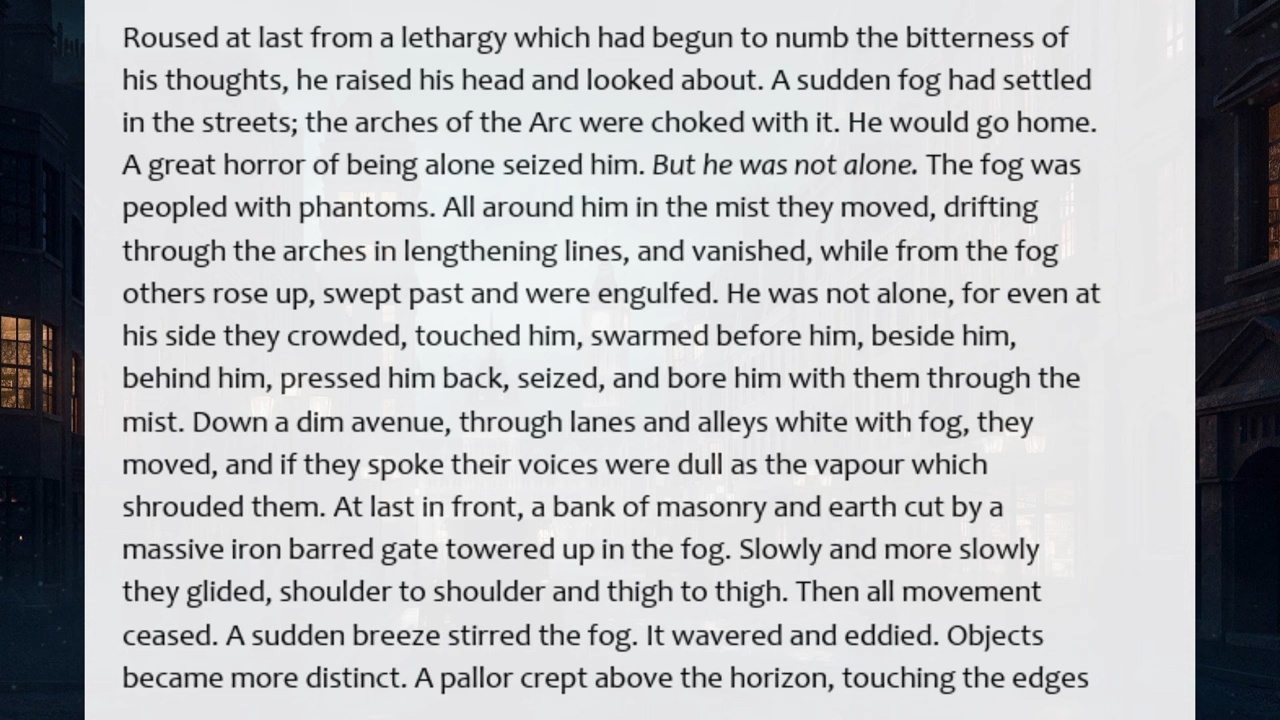 Roused at last from a lethargy which had begun to numb the bitterness of
his thoughts, he raised his head and looked about. A sudden fog had settled
in the streets; the arches of the Arc were choked with it. He would go home.
A great horror of being alone seized him. But he was not alone. The fog was
peopled with phantoms. All around him in the mist they moved, drifting
through the arches in lengthening lines, and vanished, while from the fog
others rose up, swept past and were engulfed. He was not alone, for even at
his side they crowded, touched him, swarmed before him, beside him,
behind him, pressed him back, seized, and bore him with them through the
mist. Down a dim avenue, through lanes and alleys white with fog, they
moved, and if they spoke their voices were dull as the vapour which
shrouded them. At last in front, a bank of masonry and earth cut by a
massive iron barred gate towered up in the fog. Slowly and more slowly
they glided, shoulder to shoulder and thigh to thigh. Then all movement
ceased. A sudden breeze stirred the fog. It wavered and eddied. Objects
became more distinct. A pallor crept above the horizon, touching the edges